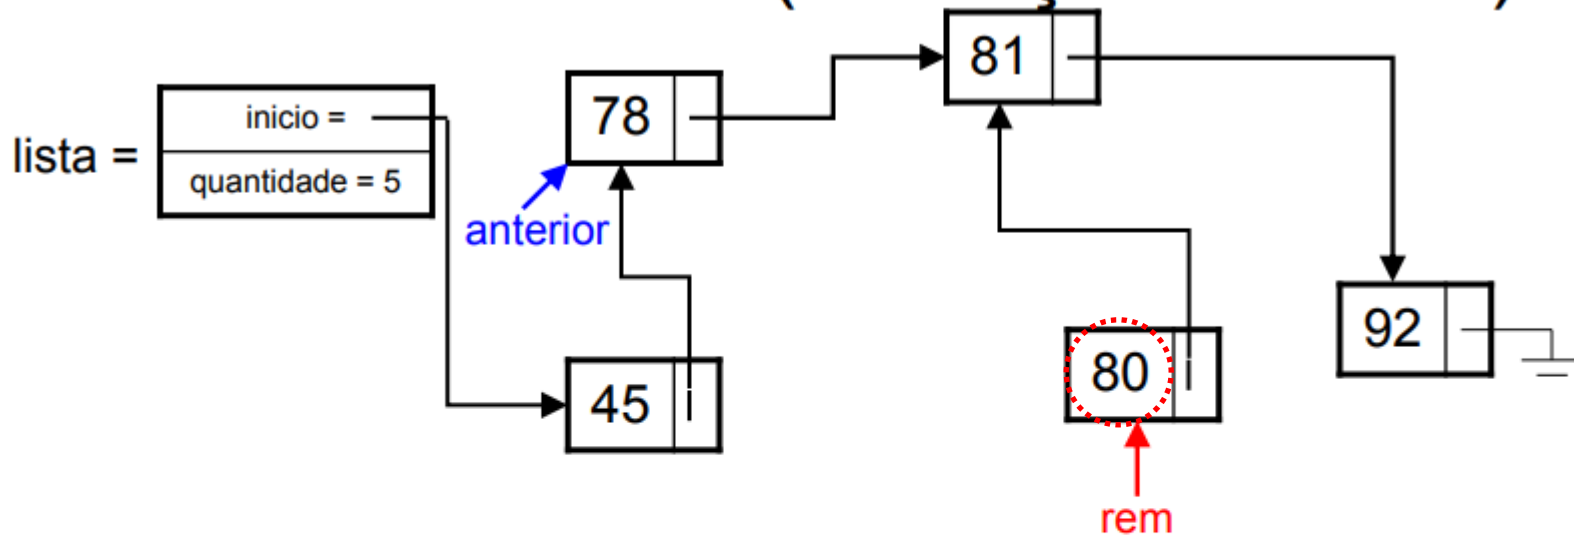 lista =
inicio =
quantidade = 5
78
anterior
45
81
80
rem
92